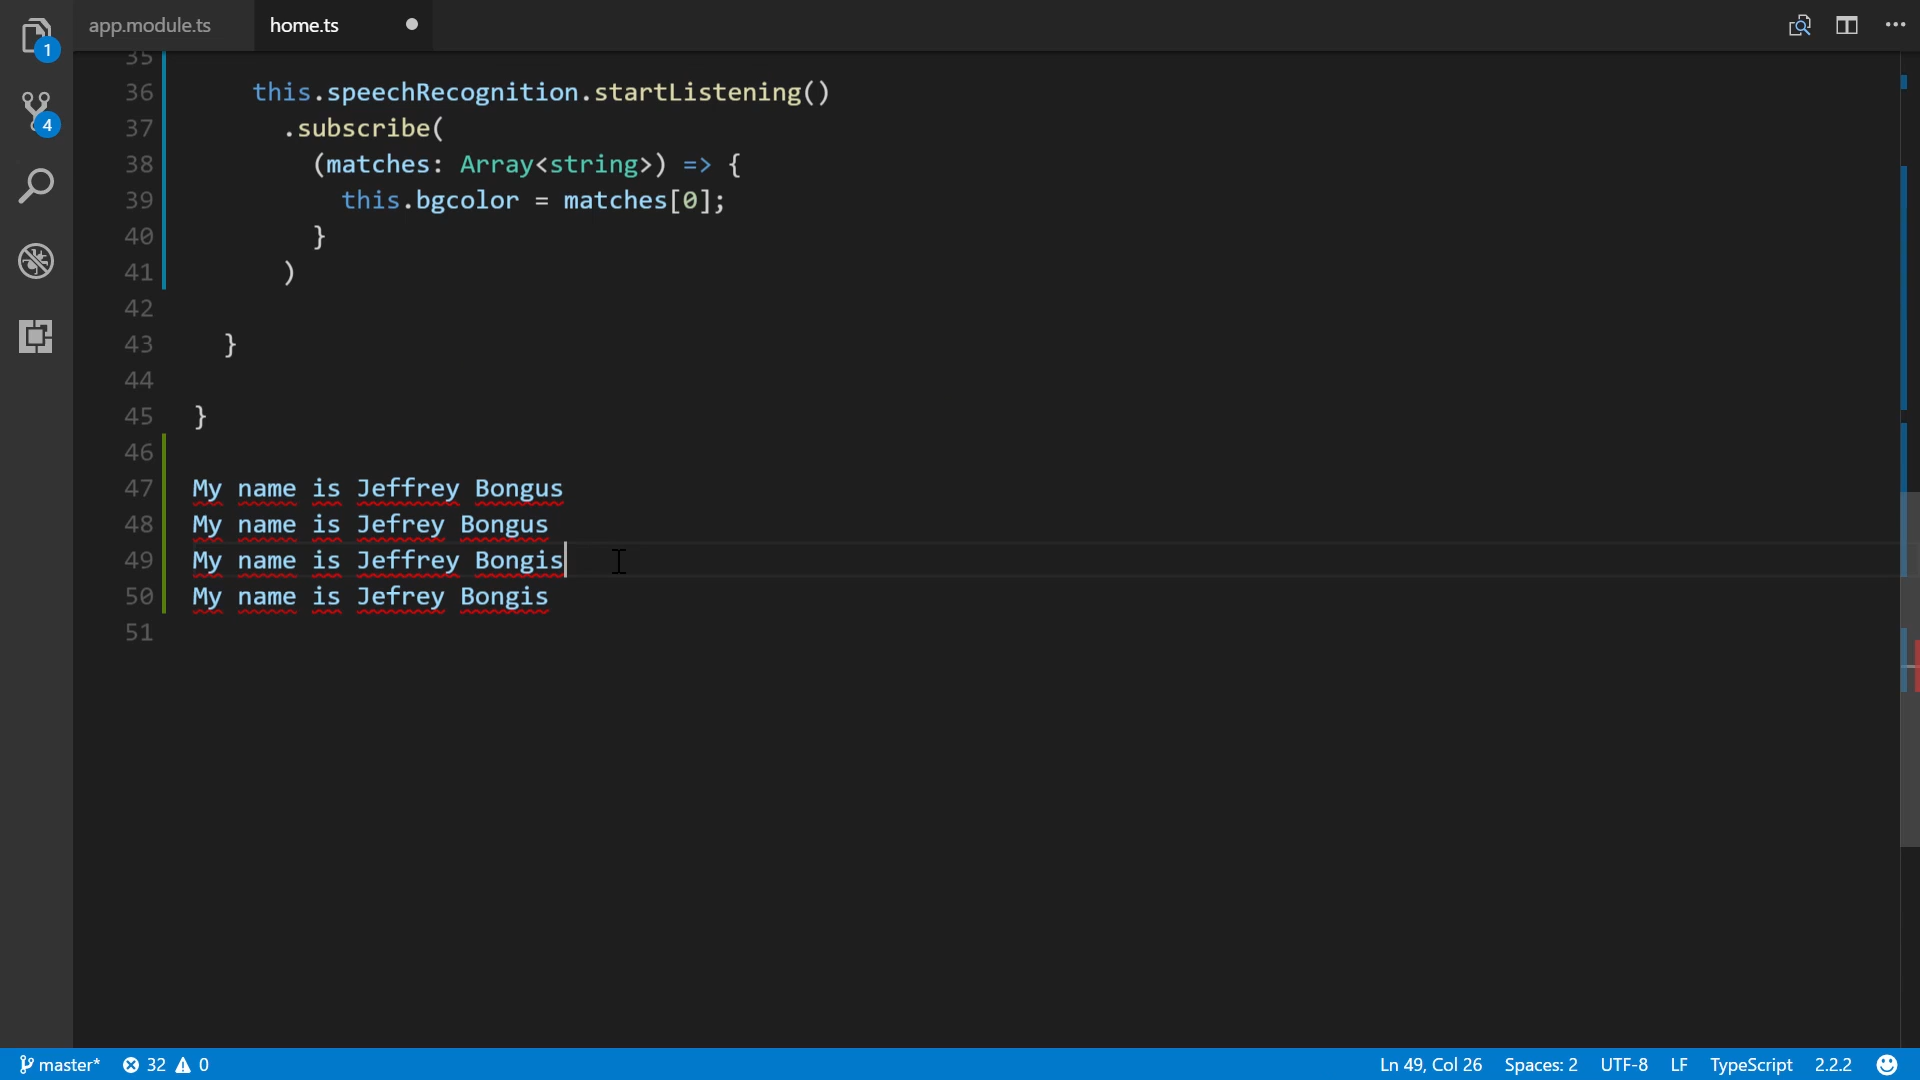 app.module.ts
home.ts
1
4
35
36 this.speechRecognition.startListening()
37 .subscribe(
38 (matches: Array<string>) => {
39 this.bgcolor = matches[0];
40 }
41 )
42
43 }
44
45 }
46
47 My name is Jeffrey Bongus
48 My name is Jefrey Bongus
49 My name is Jeffrey Bongis
50 My name is Jefrey Bongis
51
master* 32 0 Ln 49, Col 26 Spaces: 2 UTF-8 LF TypeScript 2.2.2